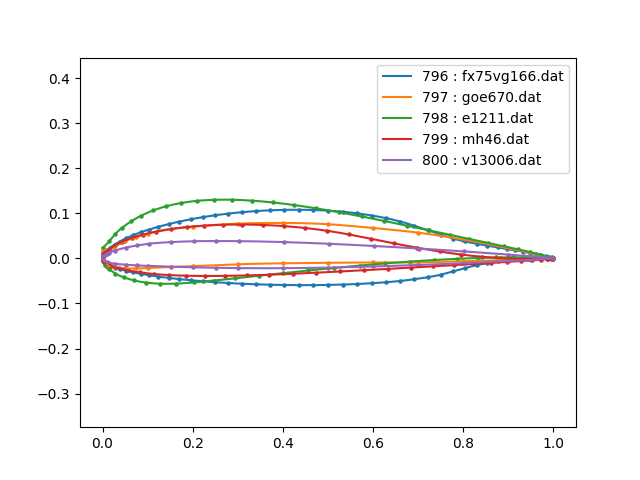 796 : fx75vg166.dat
797 : goe670.dat
798 : e1211.dat
799 : mh46.dat
800 : v13006.dat
0.4
0.3
0.2
0.1
0.0
−0.1
−0.2
−0.3
0.0 0.2 0.4 0.6 0.8 1.0